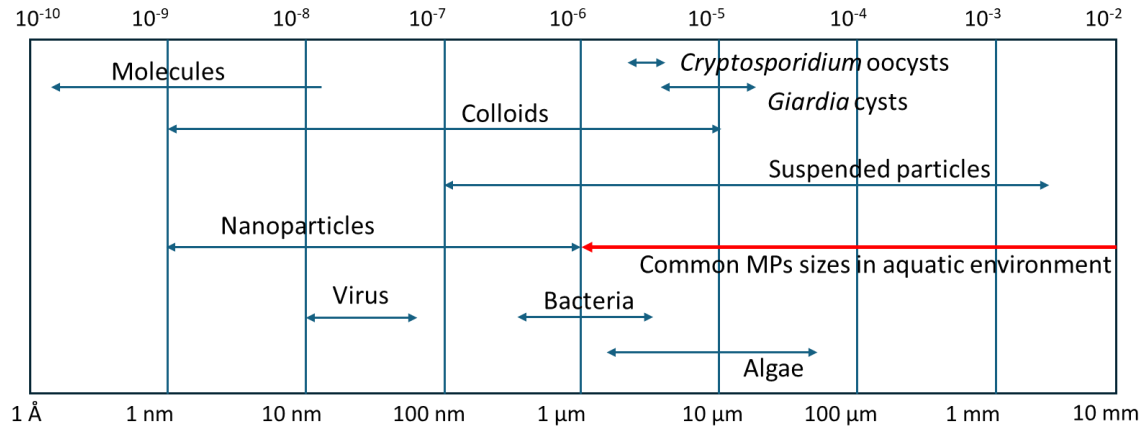 10-10 10-9 10-8 10-7 10-6 10-5 10-4 10-3 10-2
Molecules
Cryptosporidium oocysts
Giardia cysts
Colloids
Suspended particles
Nanoparticles
Common MPs sizes in aquatic environment
Virus
Bacteria
Algae
1 Å 1 nm 10 nm 100 nm 1 µm 10 µm 100 µm 1 mm 10 mm